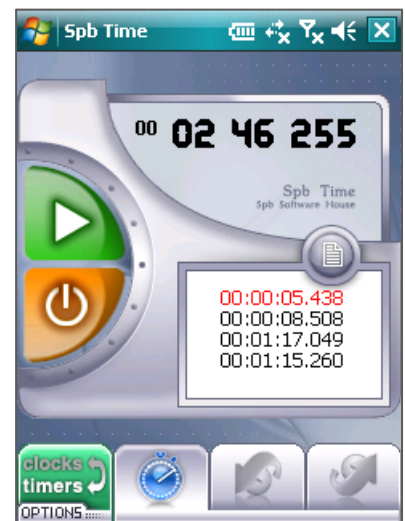 Spb Time
00 02 46 255
Spb Time
Spb Software House
00:00:05.438
00:00:08.508
00:01:17.049
00:01:15.260
clocks
timers
OPTIONS